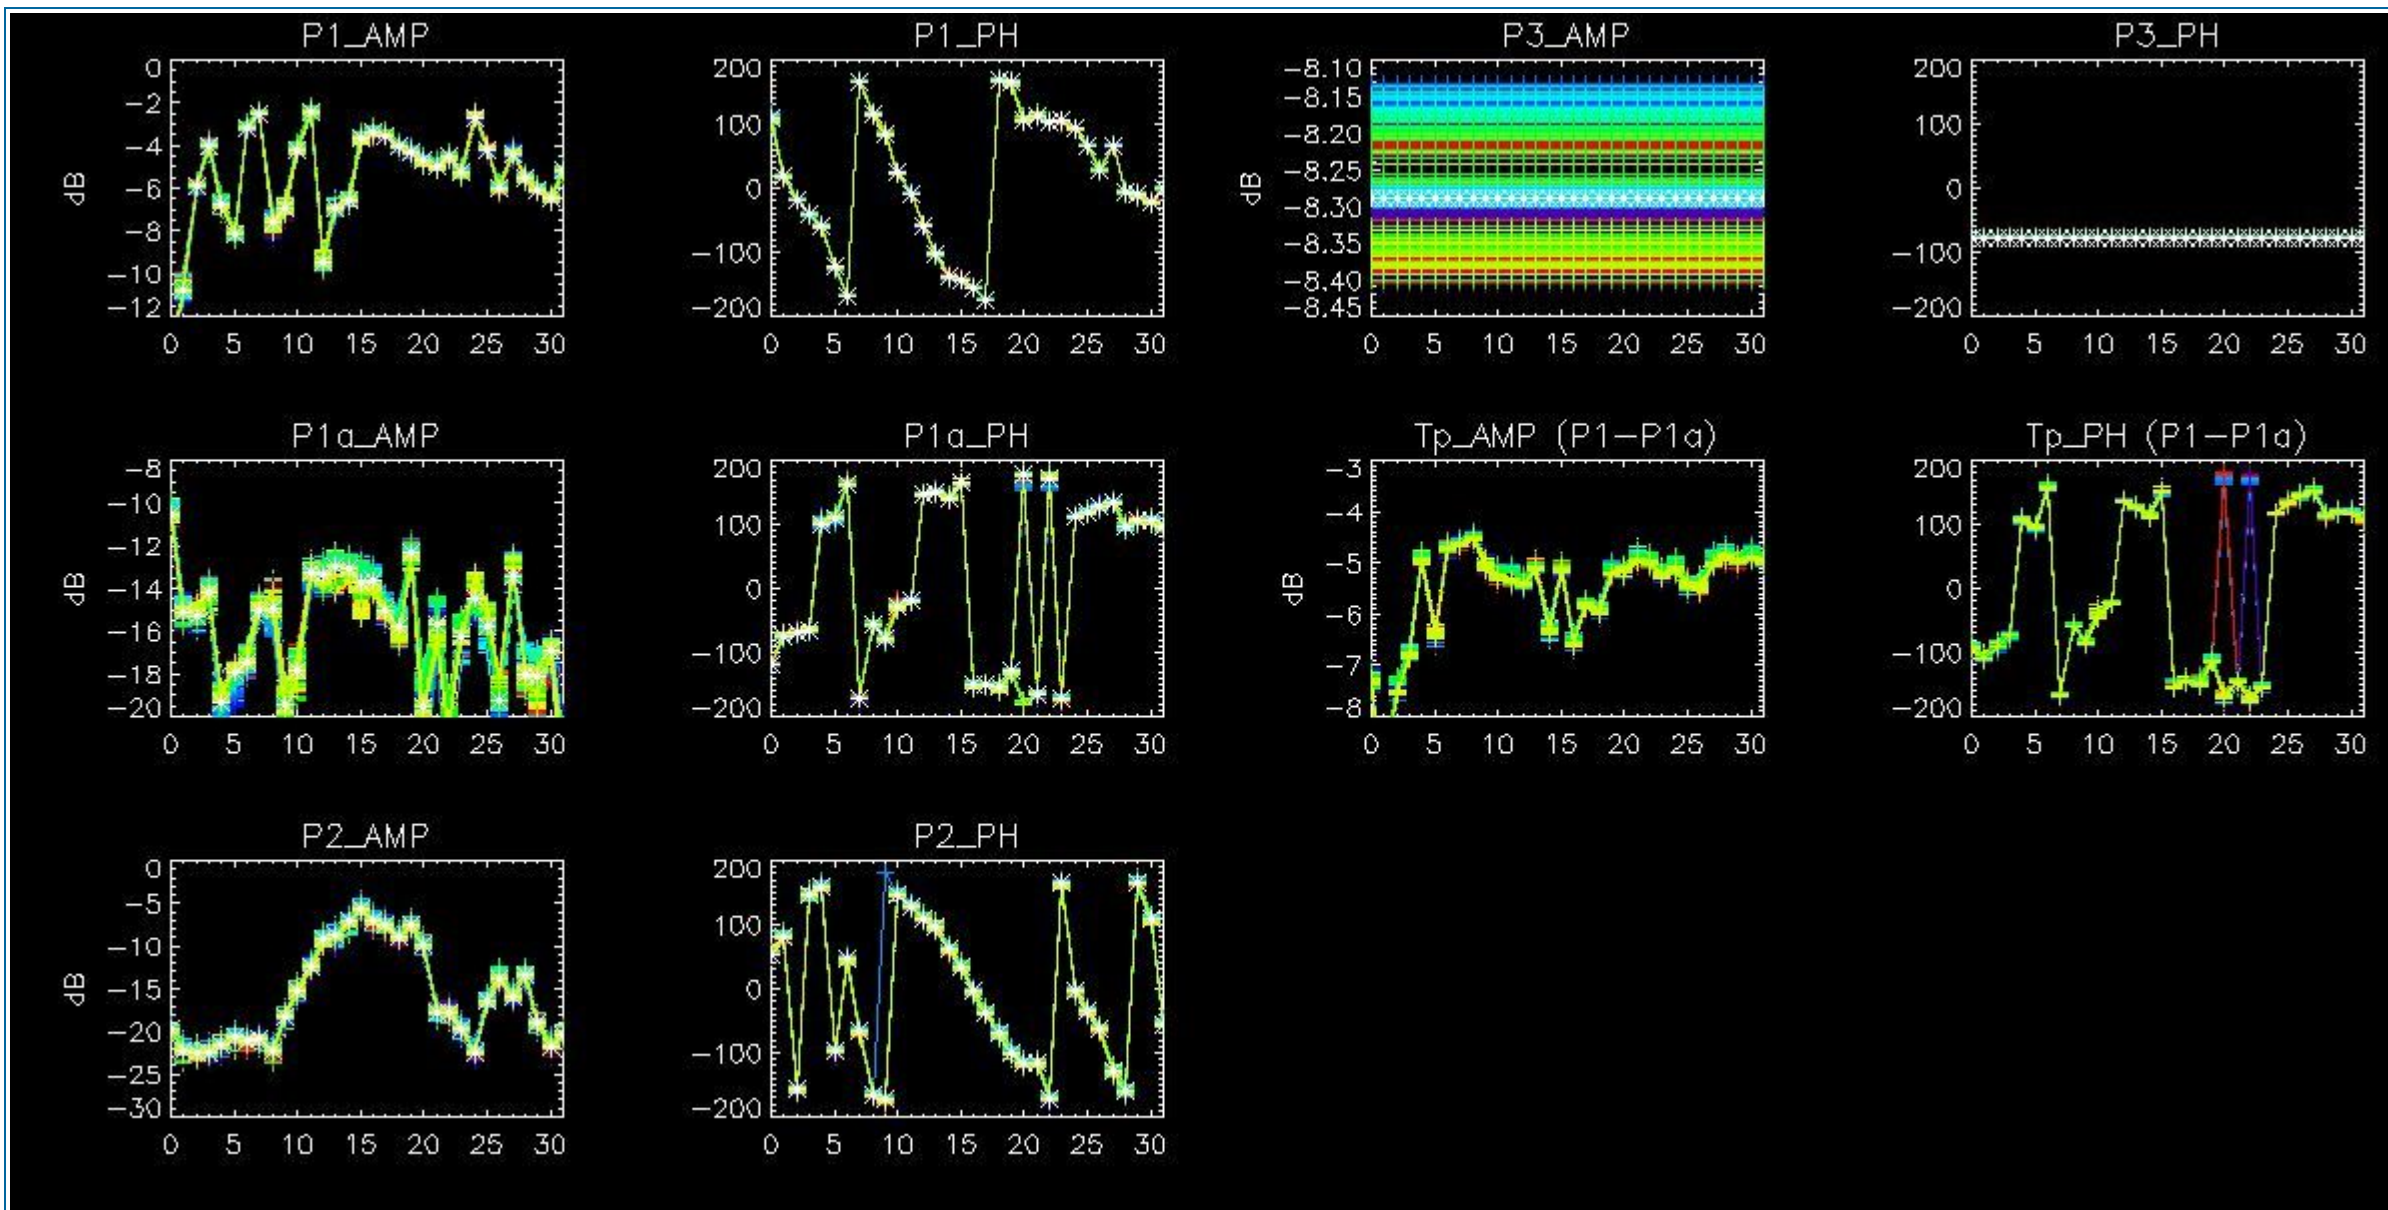 P1_AMP
0
−2
−4
−6
−8
−10
−12
dB
0 5 10 15 20 25 30
P1_PH
200
100
0
−100
−200
0 5 10 15 20 25 30
P3_AMP
−8.10
−8.15
−8.20
−8.25
−8.30
−8.35
−8.40
−8.45
dB
0 5 10 15 20 25 30
P3_PH
200
100
0
−100
−200
0 5 10 15 20 25 30
P1a_AMP
−8
−10
−12
−14
−16
−18
−20
dB
0 5 10 15 20 25 30
P1a_PH
200
100
0
−100
−200
0 5 10 15 20 25 30
Tp_AMP (P1−P1a)
−3
−4
−5
−6
−7
−8
dB
0 5 10 15 20 25 30
Tp_PH (P1−P1a)
200
100
0
−100
−200
0 5 10 15 20 25 30
P2_AMP
0
−5
−10
−15
−20
−25
−30
dB
0 5 10 15 20 25 30
P2_PH
200
100
0
−100
−200
0 5 10 15 20 25 30